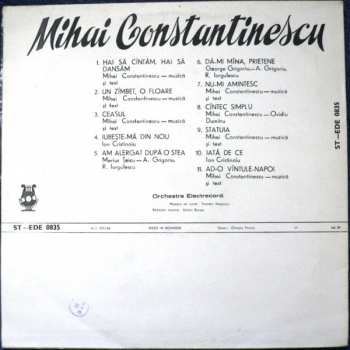 Mihai Constantinescu
1. HAI SĂ CÎNTĂM, HAI SĂ
DANSĂM
Mihai Constantinescu—muzică
și text
2. UN ZÎMBET, O FLOARE
Mihai Constantinescu—muzică
și text
3. CEASUL
Mihai Constantinescu—muzică
și text
4. IUBEȘTE-MĂ DIN NOU
Ion Cristinoiu
5. AM ALERGAT DUPĂ O STEA
Marius Țeicu—A. Grigoriu,
R. Iorgulescu
6. DĂ-MI MÎNA, PRIETENE
George Grigoriu—A. Grigoriu,
R. Iorgulescu
7. NU-MI AMINTESC
Mihai Constantinescu—muzică
și text
8. CÎNTEC SIMPLU
Mihai Constantinescu—Ovidiu
Dumitru
9. STATUIA
Mihai Constantinescu—muzică
și text
10. IATĂ DE CE
Ion Cristinoiu
11. AD-O VÎNTULE-NAPOI
Mihai Constantinescu—muzică
și text
Orchestra Electrecord
ST—EDE 0835
ST—EDE 0835
MADE IN ROMANIA